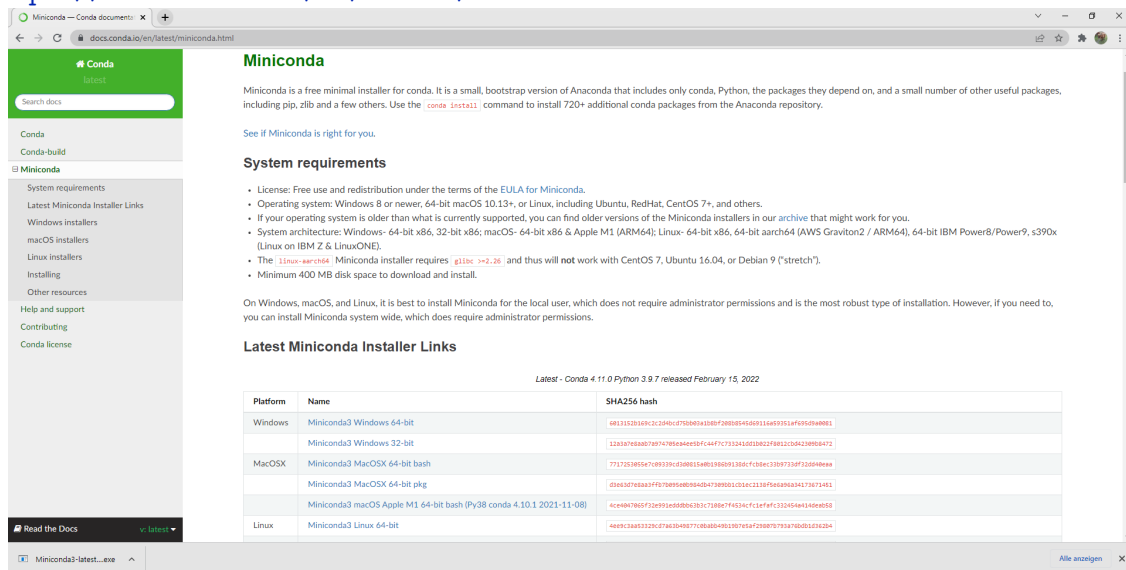 Miniconda — Conda documenta
docs.conda.io/en/latest/miniconda.html
Conda
latest
Search docs
Conda
Conda-build
Miniconda
System requirements
Latest Miniconda Installer Links
Windows installers
macOS installers
Linux installers
Installing
Other resources
Help and support
Contributing
Conda license
Read the Docs
v: latest
Miniconda
Miniconda is a free minimal installer for conda. It is a small, bootstrap version of Anaconda that includes only conda, Python, the packages they depend on, and a small number of other useful packages,
including pip, zlib and a few others. Use the conda install command to install 720+ additional conda packages from the Anaconda repository.
See if Miniconda is right for you.
System requirements
• License: Free use and redistribution under the terms of the EULA for Miniconda.
• Operating system: Windows 8 or newer, 64-bit macOS 10.13+, or Linux, including Ubuntu, RedHat, CentOS 7+, and others.
• If your operating system is older than what is currently supported, you can find older versions of the Miniconda installers in our archive that might work for you.
• System architecture: Windows- 64-bit x86, 32-bit x86; macOS- 64-bit x86 & Apple M1 (ARM64); Linux- 64-bit x86, 64-bit aarch64 (AWS Graviton2 / ARM64), 64-bit IBM Power8/Power9, s390x
(Linux on IBM Z & LinuxONE).
• The linux-aarch64 Miniconda installer requires glibc >=2.26 and thus will not work with CentOS 7, Ubuntu 16.04, or Debian 9 ("stretch").
• Minimum 400 MB disk space to download and install.
On Windows, macOS, and Linux, it is best to install Miniconda for the local user, which does not require administrator permissions and is the most robust type of installation. However, if you need to,
you can install Miniconda system wide, which does require administrator permissions.
Latest Miniconda Installer Links
Latest - Conda 4.11.0 Python 3.9.7 released February 15, 2022
Platform Name SHA256 hash
Windows Miniconda3 Windows 64-bit
Miniconda3 Windows 32-bit
MacOSX Miniconda3 MacOSX 64-bit bash
Miniconda3 MacOSX 64-bit pkg
Miniconda3 macOS Apple M1 64-bit bash (Py38 conda 4.10.1 2021-11-08)
Linux Miniconda3 Linux 64-bit
Miniconda3-latest....exe
Alle anzeigen